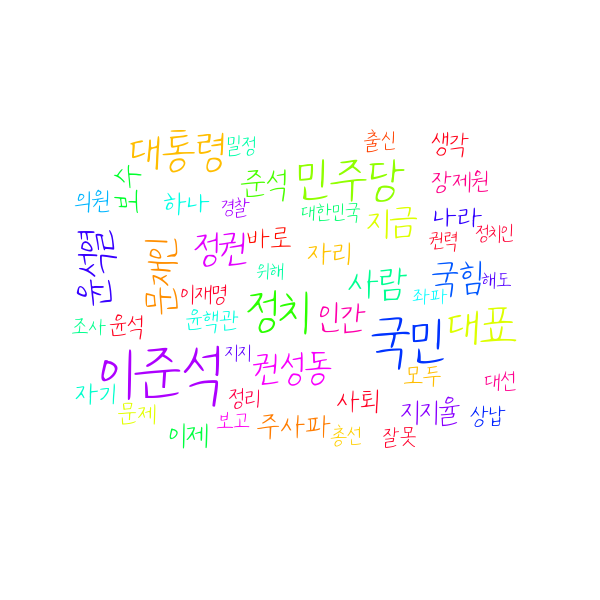 대통령
밀정
출신
생각
의원
보수
하나
경찰
준석
민주당
장제원
대한민국
지금
나라
권력
정치인
윤석열
문재인
정권
바로
자리
위해
사람
좌파
국힘
해도
이재명
조사
윤석
윤핵관
정치
인간
국민
대표
이준석
지지
권성동
모두
대선
자기
문제
정리
사퇴
지지율
상납
이제
보고
주사파
총선
잘못